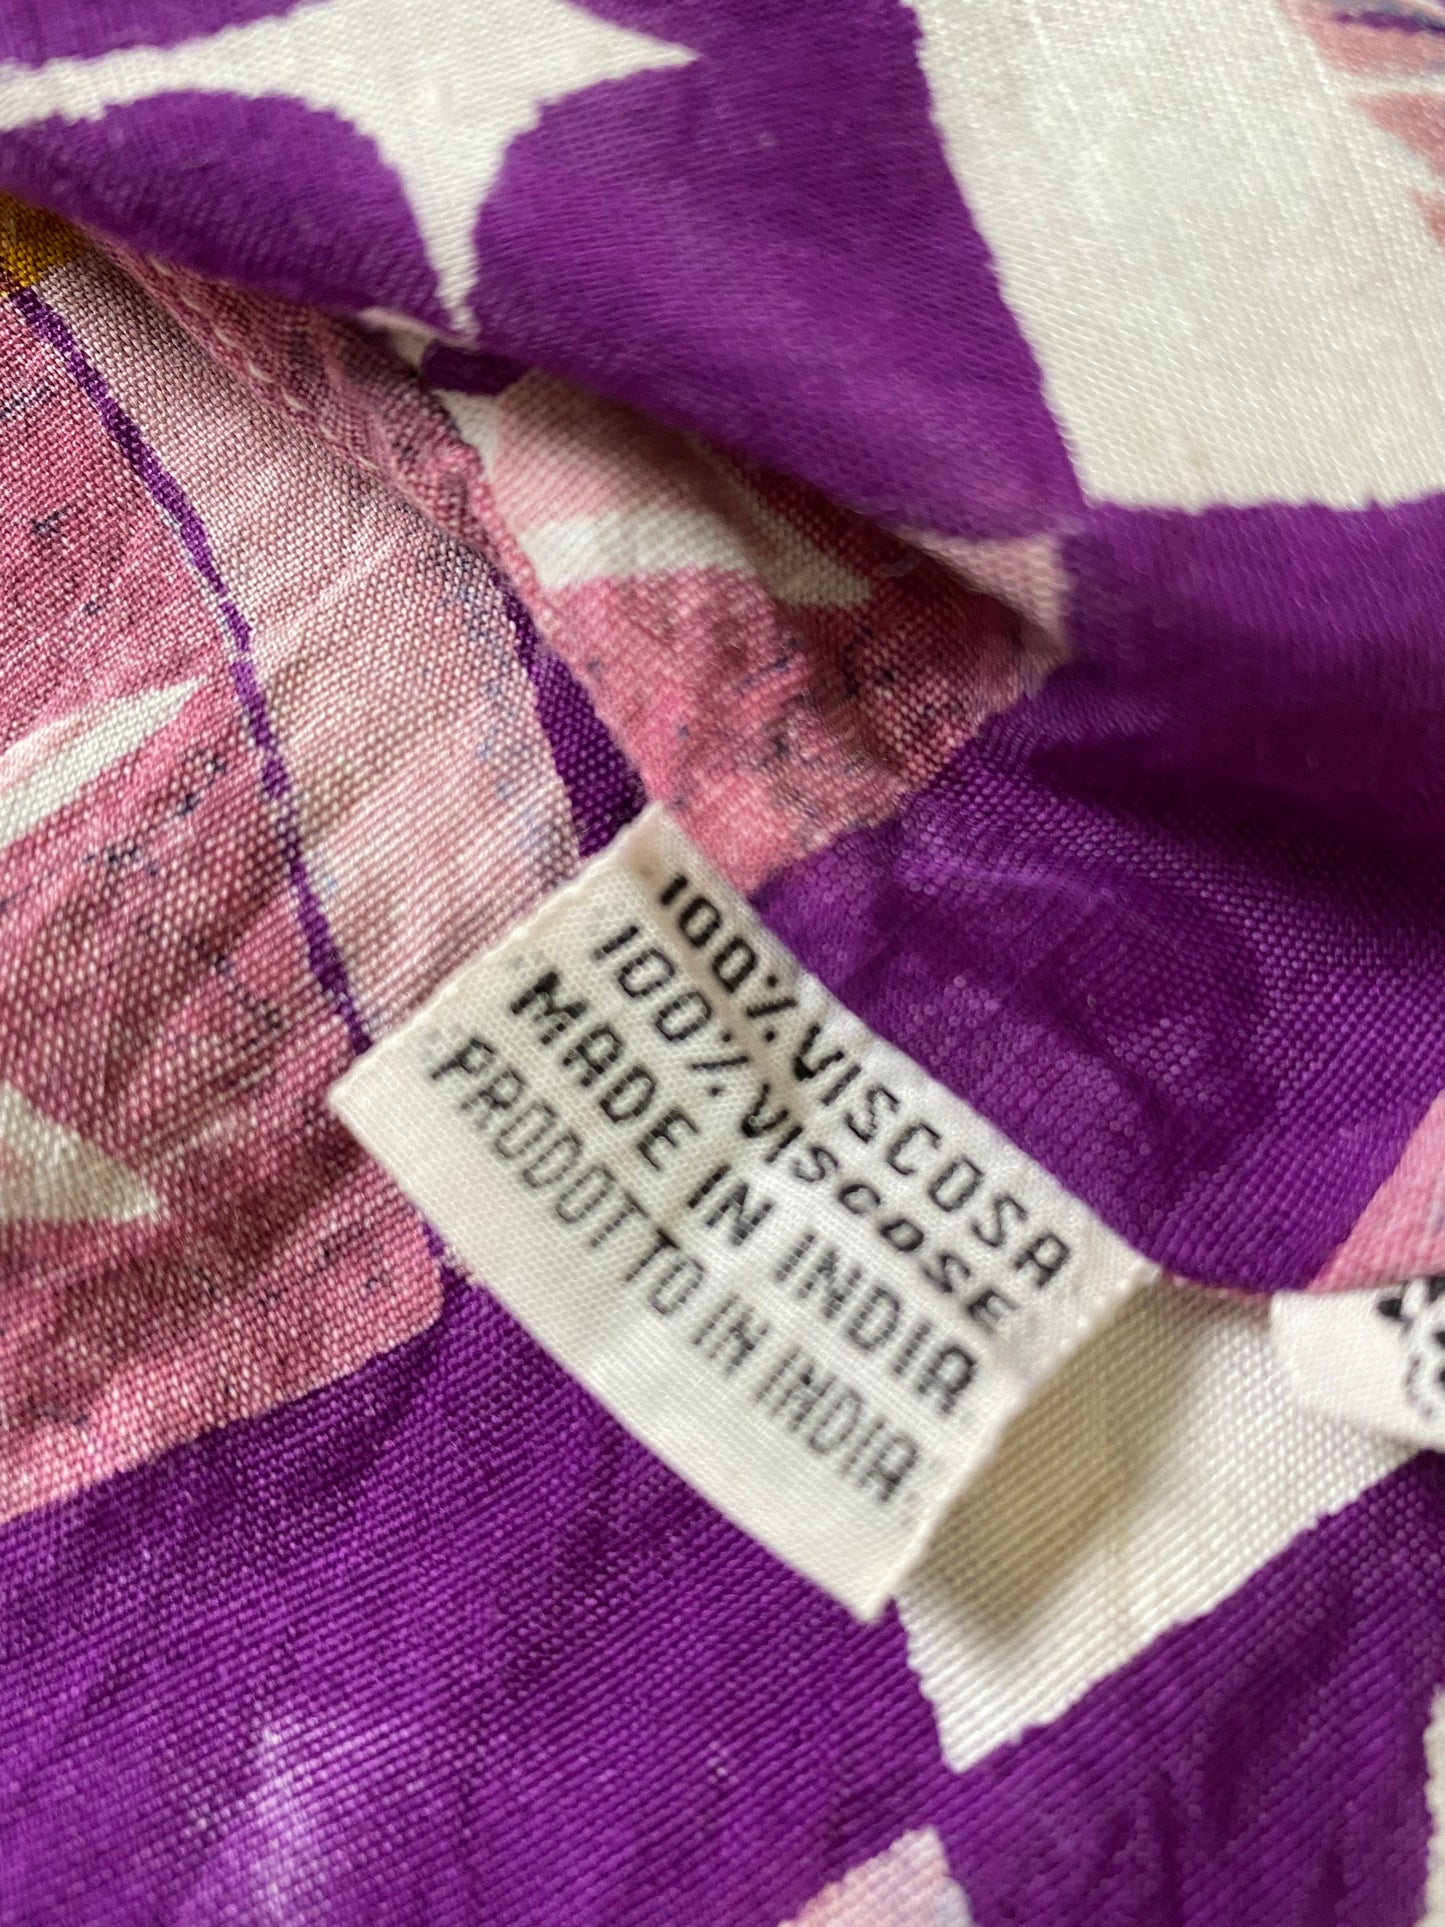 100% VISCOSA
100% VISCOSE
MADE IN INDIA
PRODOTTO IN INDIA